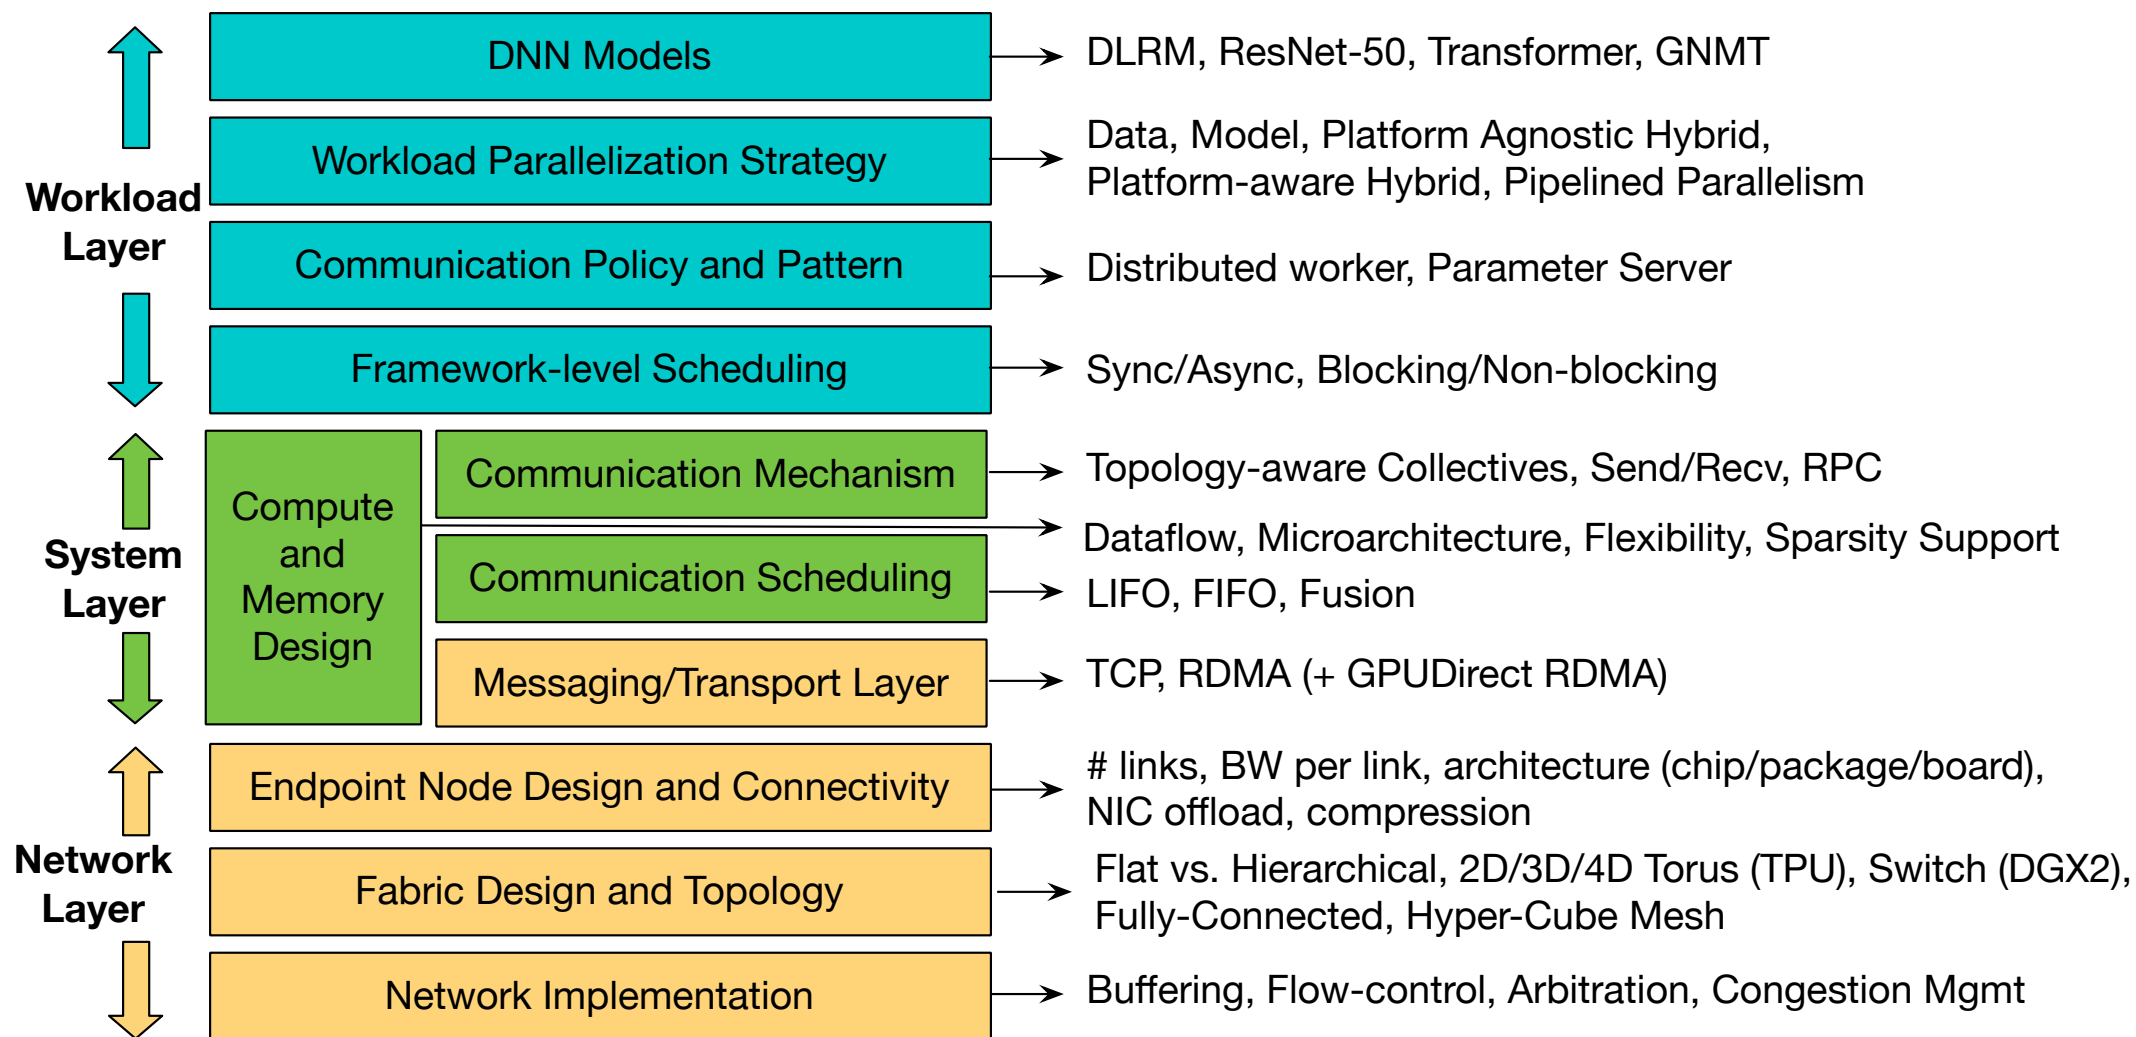 DNN Models
DLRM, ResNet-50, Transformer, GNMT
Workload Parallelization Strategy
Data, Model, Platform Agnostic Hybrid,
Platform-aware Hybrid, Pipelined Parallelism
Workload
Layer
Communication Policy and Pattern
Distributed worker, Parameter Server
Framework-level Scheduling
Sync/Async, Blocking/Non-blocking
System
Layer
Compute
and
Memory
Design
Communication Mechanism
Topology-aware Collectives, Send/Recv, RPC
Dataflow, Microarchitecture, Flexibility, Sparsity Support
Communication Scheduling
LIFO, FIFO, Fusion
Messaging/Transport Layer
TCP, RDMA (+ GPUDirect RDMA)
Network
Layer
Endpoint Node Design and Connectivity
# links, BW per link, architecture (chip/package/board),
NIC offload, compression
Fabric Design and Topology
Flat vs. Hierarchical, 2D/3D/4D Torus (TPU), Switch (DGX2),
Fully-Connected, Hyper-Cube Mesh
Network Implementation
Buffering, Flow-control, Arbitration, Congestion Mgmt